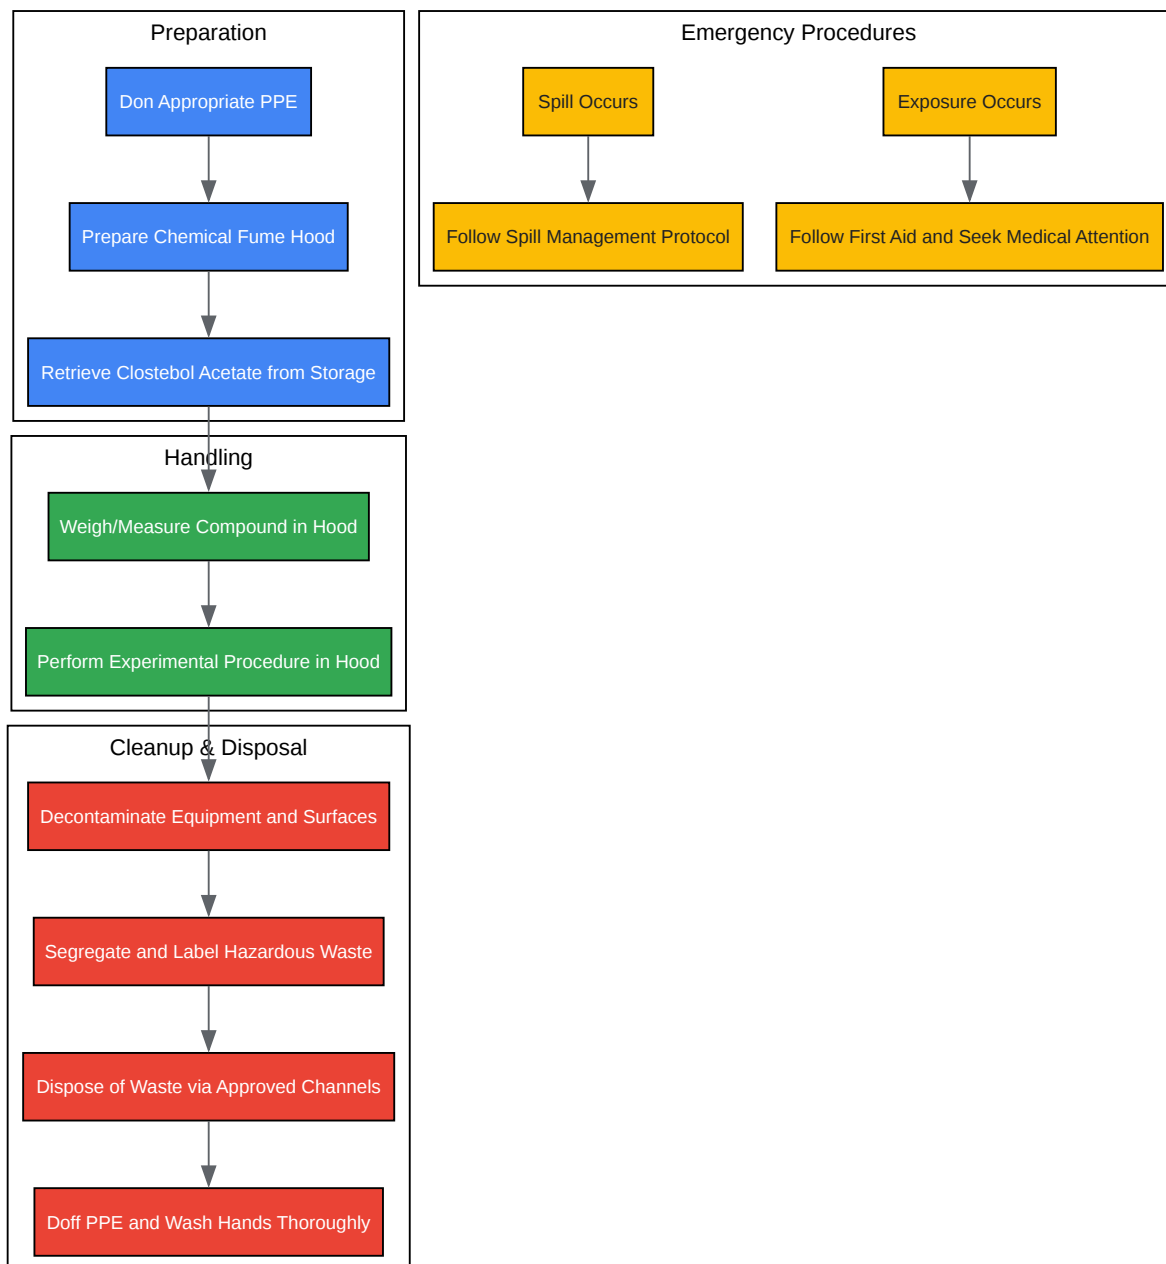 Preparation
Don Appropriate PPE
Prepare Chemical Fume Hood
Retrieve Clostebol Acetate from Storage
Handling
Weigh/Measure Compound in Hood
Perform Experimental Procedure in Hood
Cleanup & Disposal
Decontaminate Equipment and Surfaces
Segregate and Label Hazardous Waste
Dispose of Waste via Approved Channels
Doff PPE and Wash Hands Thoroughly
Emergency Procedures
Spill Occurs
Follow Spill Management Protocol
Exposure Occurs
Follow First Aid and Seek Medical Attention